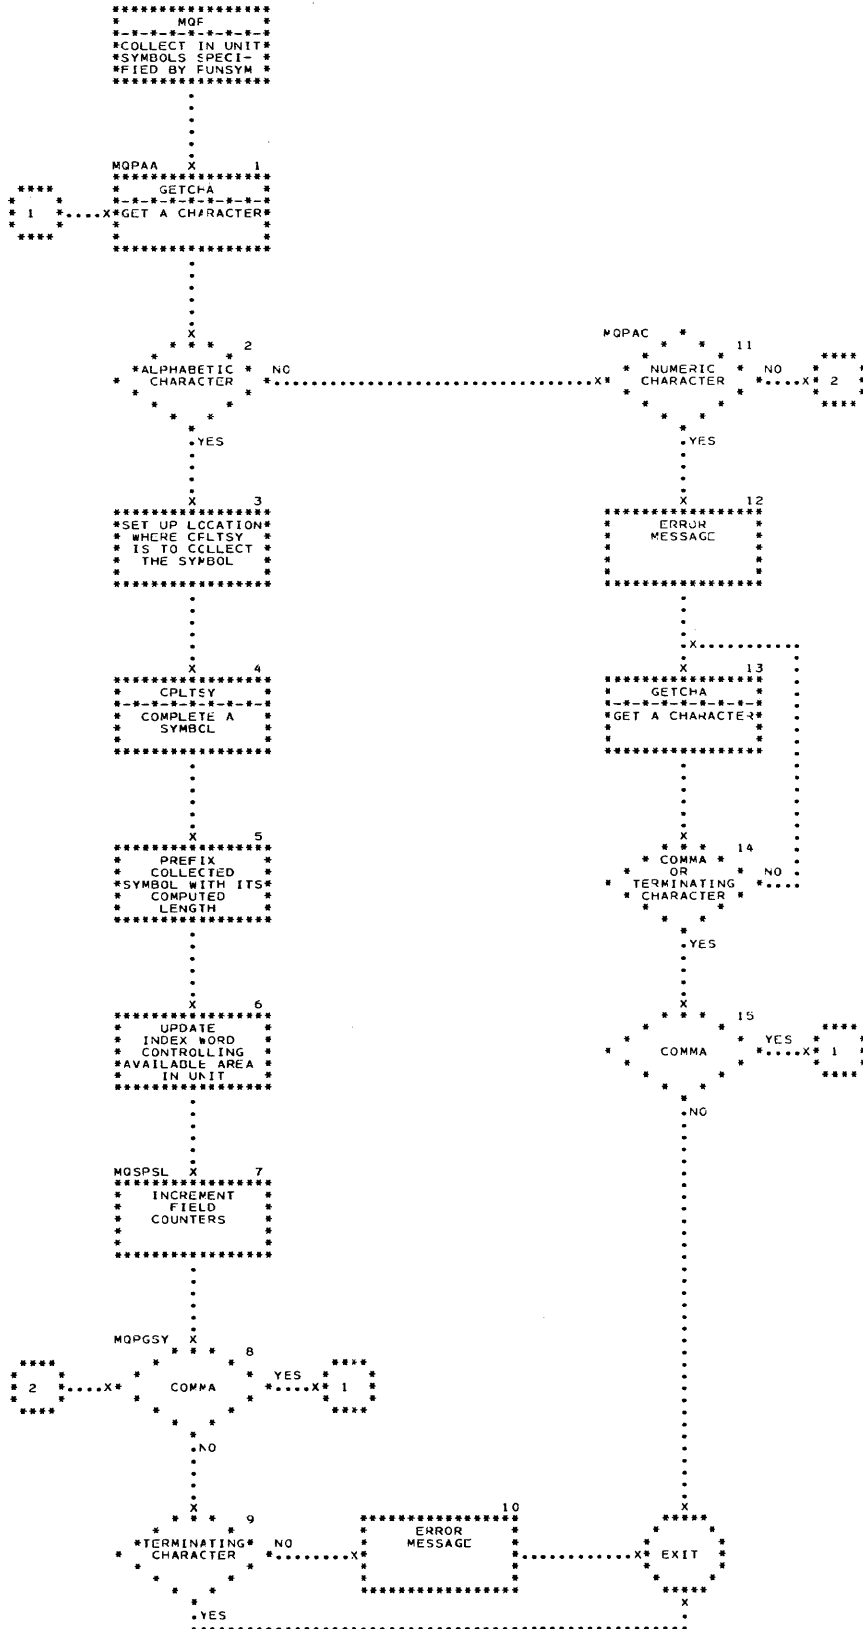 MQF
COLLECT IN UNIT
SYMBOLS SPECI-
FIED BY FUNSYM
MQPAA
1
GETCHA
GET A CHARACTER
1
2
ALPHABETIC
CHARACTER
NO
YES
MQPAC
11
NUMERIC
CHARACTER
NO
2
YES
3
SET UP LOCATION
WHERE CPLTSY
IS TO COLLECT
THE SYMBOL
12
ERROR
MESSAGE
4
CPLTSY
COMPLETE A
SYMBOL
13
GETCHA
GET A CHARACTER
5
PREFIX
COLLECTED
SYMBOL WITH ITS
COMPUTED
LENGTH
14
COMMA
OR
TERMINATING
CHARACTER
NO
YES
6
UPDATE
INDEX WORD
CONTROLLING
AVAILABLE AREA
IN UNIT
15
COMMA
YES
1
NO
MQSPSL
7
INCREMENT
FIELD
COUNTERS
MQPGSY
8
2
COMMA
YES
1
NO
9
TERMINATING
CHARACTER
NO
YES
10
ERROR
MESSAGE
EXIT